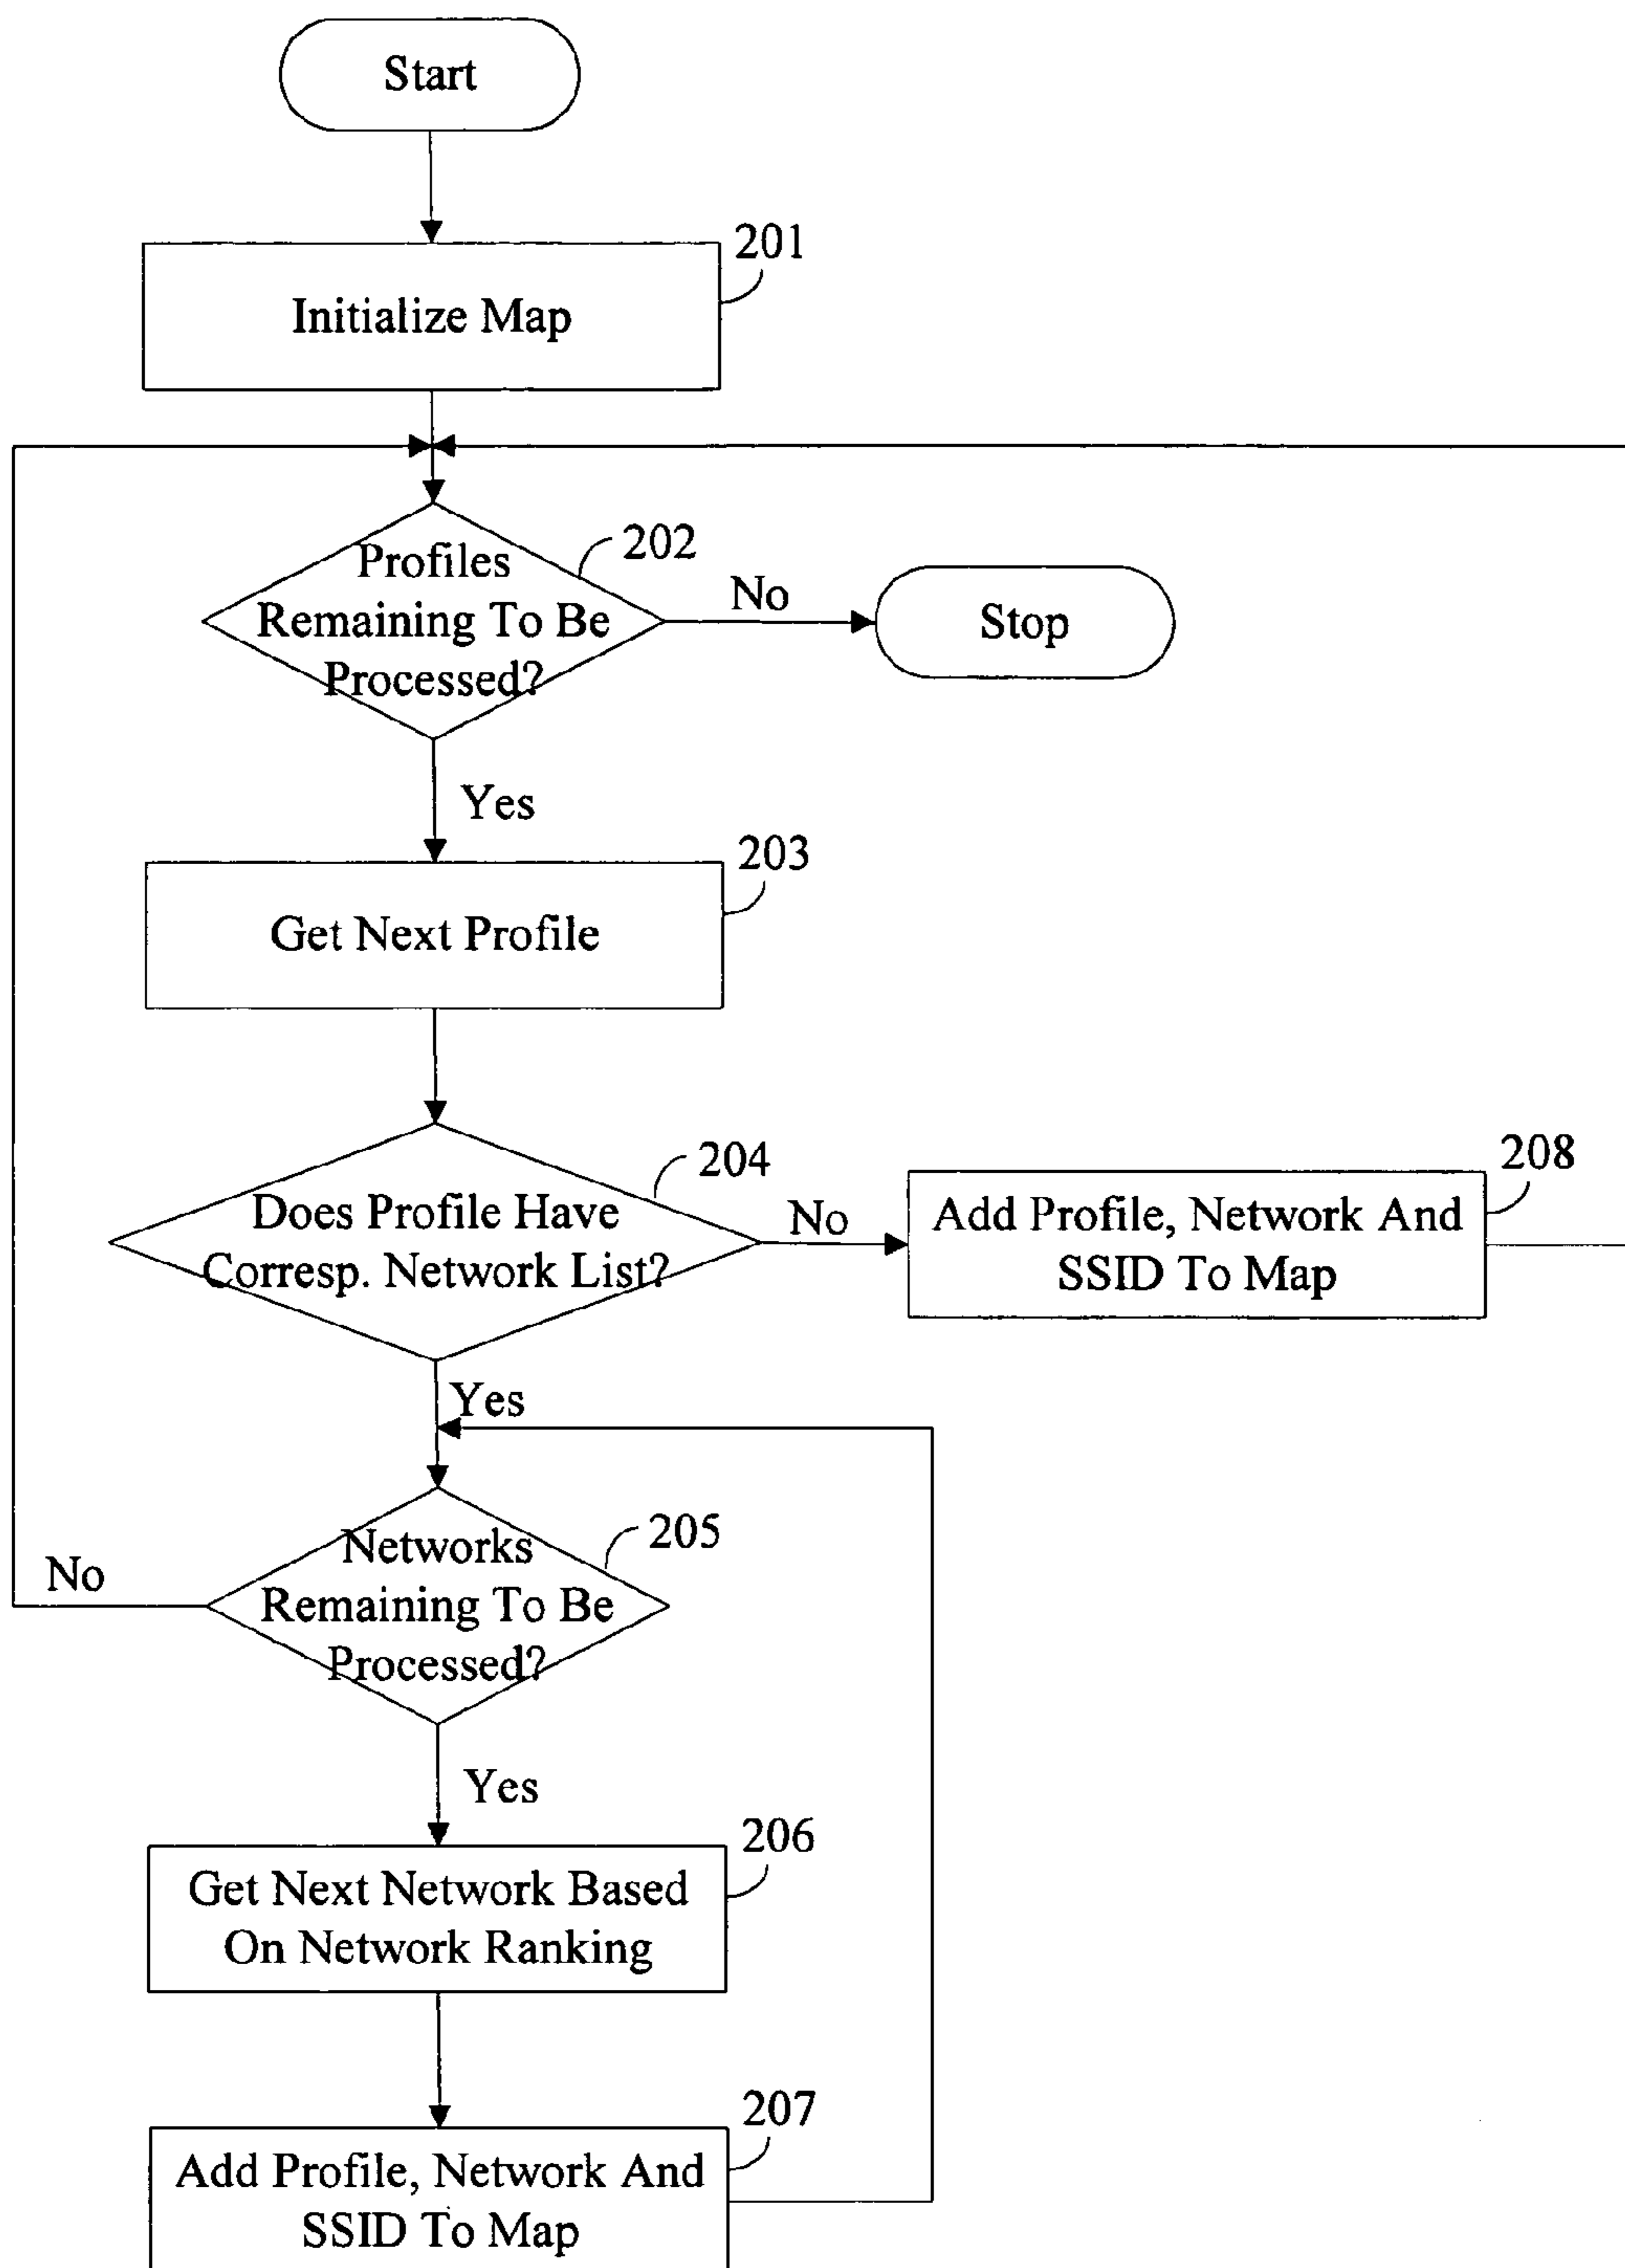 Start
201
Initialize Map
202
Profiles
Remaining To Be
Processed?
No
Stop
Yes
203
Get Next Profile
204
Does Profile Have
Corresp. Network List?
No
208
Add Profile, Network And
SSID To Map
Yes
205
Networks
Remaining To Be
Processed?
No
Yes
206
Get Next Network Based
On Network Ranking
207
Add Profile, Network And
SSID To Map